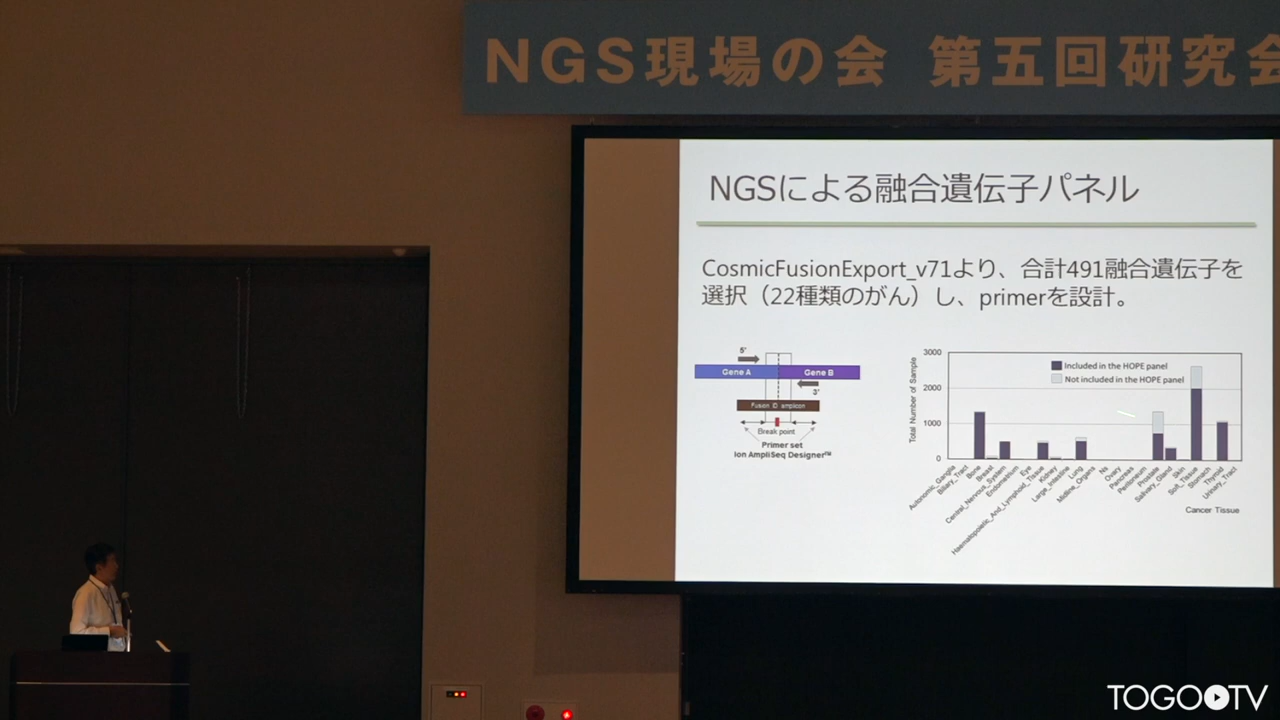 NGS現場の会 第五回研究会
NGSによる融合遺伝子パネル
CosmicFusionExport_v71より、合計491融合遺伝子を
選択（22種類のがん）し、primerを設計。
5'
Gene A
Gene B
3'
Fusion ID amplicon
Break point
Primer set
Ion AmpliSeq Designer™
Total Number of Sample
3000
2000
1000
0
Included in the HOPE panel
Not included in the HOPE panel
Autonomic_Ganglia
Biliary_Tract
Bone
Breast
Central_Nervous_System
Endometrium
Eye
Haematopoietic_And_Lymphoid_Tissue
Kidney
Large_Intestine
Lung
Midline_Organs
Ns
Ovary
Pancreas
Peritoneum
Prostate
Salivary_Gland
Skin
Soft_Tissue
Stomach
Thyroid
Urinary_Tract
Cancer Tissue
TOGO TV